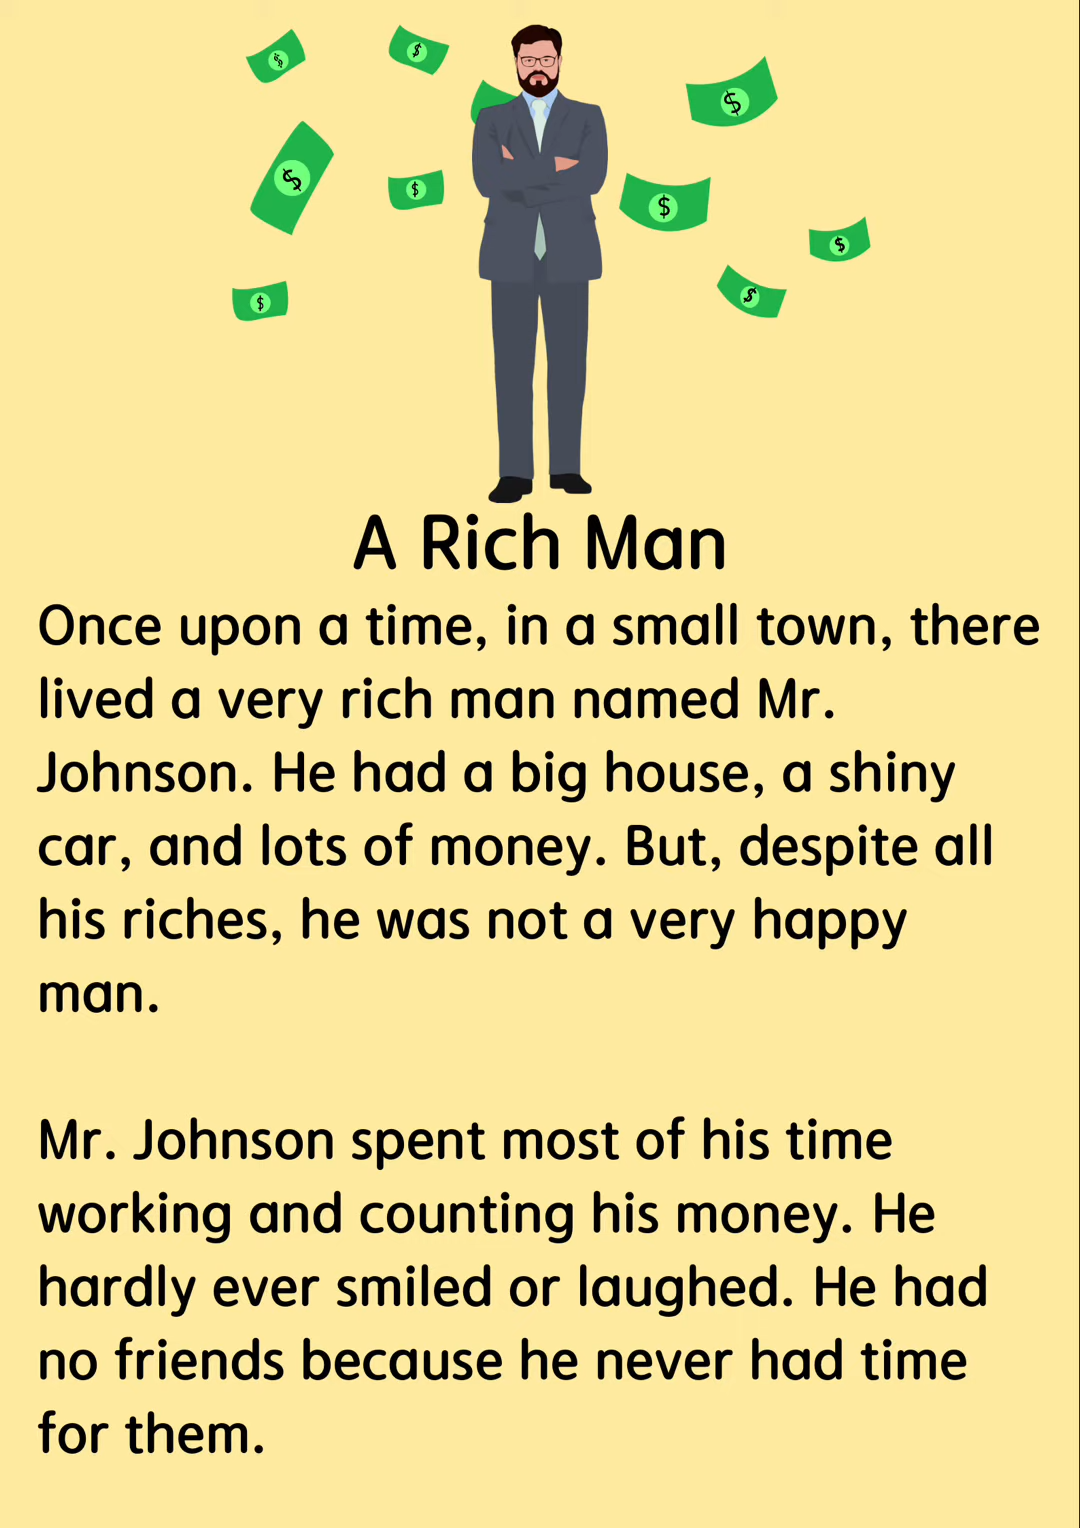 $ $
$
$ $ $
$
$ $
$
A Rich Man
Once upon a time, in a small town, there
lived a very rich man named Mr.
Johnson. He had a big house, a shiny
car, and lots of money. But, despite all
his riches, he was not a very happy
man.
Mr. Johnson spent most of his time
working and counting his money. He
hardly ever smiled or laughed. He had
no friends because he never had time
for them.